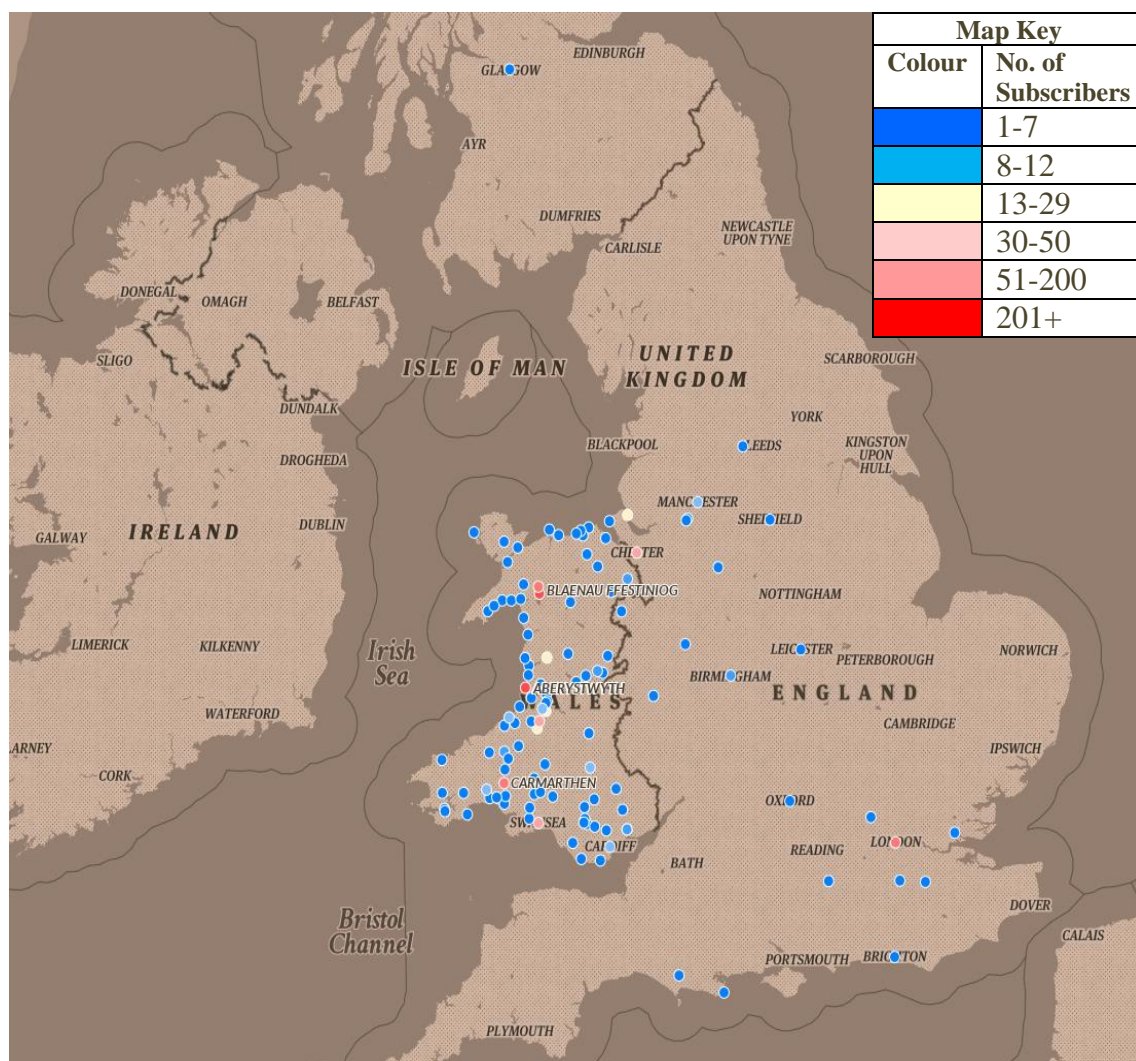 Map Key
Colour
No. of
Subscribers
1-7
8-12
13-29
30-50
51-200
201+
EDINBURGH
GLASGOW
AYR
DUMFRIES
NEWCASTLE
UPON TYNE
CARLISLE
DONEGAL
OMAGH
BELFAST
SLIGO
ISLE OF MAN
UNITED
KINGDOM
SCARBOROUGH
DUNDALK
YORK
BLACKPOOL
LEEDS
KINGSTON
UPON
HULL
DROGHEDA
MANCHESTER
SHEFFIELD
DUBLIN
IRELAND
GALWAY
CHESTER
BLAENAU FFESTINIOG
NOTTINGHAM
LIMERICK
KILKENNY
Irish
Sea
LEICESTER
PETERBOROUGH
NORWICH
BIRMINGHAM
ABERYSTWYTH
WALES
ENGLAND
WATERFORD
CAMBRIDGE
LARNEY
IPSWICH
CORK
CARMARTHEN
OXFORD
SWANSEA
CARDIFF
LONDON
READING
BATH
DOVER
Bristol
Channel
CALAIS
PORTSMOUTH
BRIGHTON
PLYMOUTH